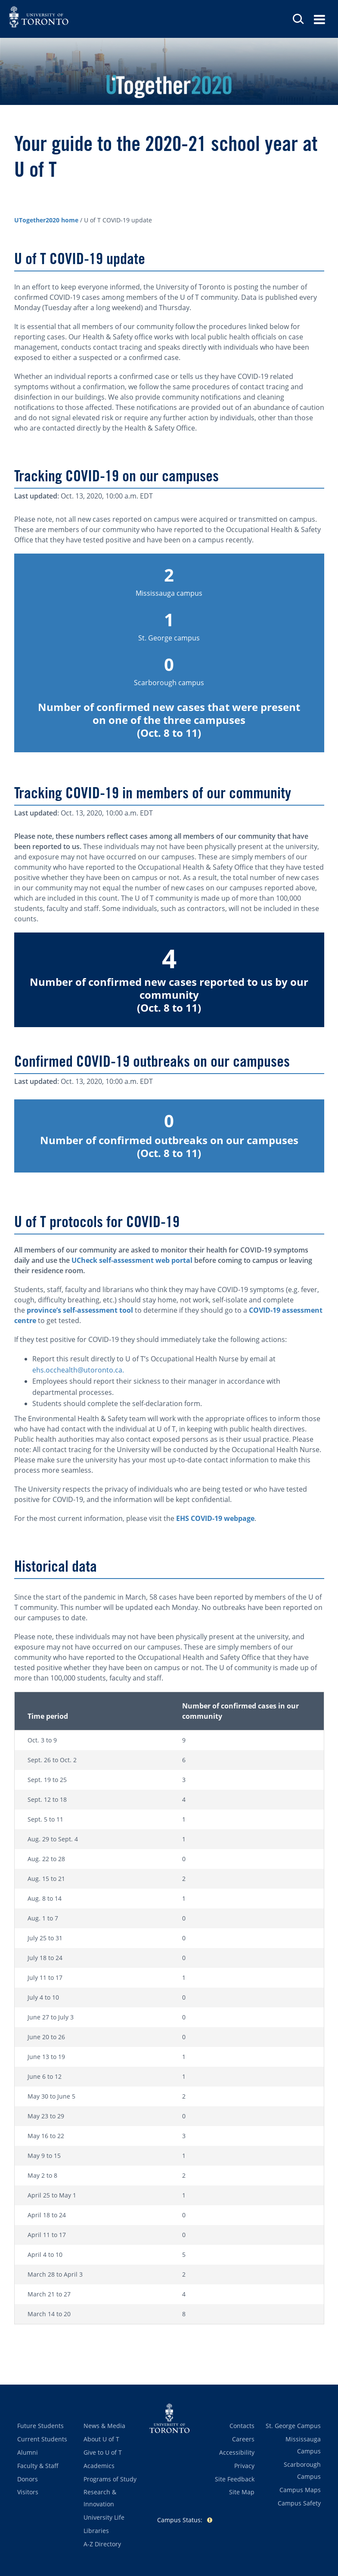 UNIVERSITY OF
TORONTO
UTogether2020
Your guide to the 2020-21 school year at
U of T
UTogether2020 home / U of T COVID-19 update
U of T COVID-19 update
In an effort to keep everyone informed, the University of Toronto is posting the number of
confirmed COVID-19 cases among members of the U of T community. Data is published every
Monday (Tuesday after a long weekend) and Thursday.
It is essential that all members of our community follow the procedures linked below for
reporting cases. Our Health & Safety office works with local public health officials on case
management, conducts contact tracing and speaks directly with individuals who have been
exposed to either a suspected or a confirmed case.
Whether an individual reports a confirmed case or tells us they have COVID-19 related
symptoms without a confirmation, we follow the same procedures of contact tracing and
disinfection in our buildings. We also provide community notifications and cleaning
notifications to those affected. These notifications are provided out of an abundance of caution
and do not signal elevated risk or require any further action by individuals, other than those
who are contacted directly by the Health & Safety Office.
Tracking COVID-19 on our campuses
Last updated: Oct. 13, 2020, 10:00 a.m. EDT
Please note, not all new cases reported on campus were acquired or transmitted on campus.
These are members of our community who have reported to the Occupational Health & Safety
Office that they have tested positive and have been on a campus recently.
2
Mississauga campus
1
St. George campus
0
Scarborough campus
Number of confirmed new cases that were present
on one of the three campuses
(Oct. 8 to 11)
Tracking COVID-19 in members of our community
Last updated: Oct. 13, 2020, 10:00 a.m. EDT
Please note, these numbers reflect cases among all members of our community that have
been reported to us. These individuals may not have been physically present at the university,
and exposure may not have occurred on our campuses. These are simply members of our
community who have reported to the Occupational Health & Safety Office that they have tested
positive whether they have been on campus or not. As a result, the total number of new cases
in our community may not equal the number of new cases on our campuses reported above,
which are included in this count. The U of T community is made up of more than 100,000
students, faculty and staff. Some individuals, such as contractors, will not be included in these
counts.
4
Number of confirmed new cases reported to us by our
community
(Oct. 8 to 11)
Confirmed COVID-19 outbreaks on our campuses
Last updated: Oct. 13, 2020, 10:00 a.m. EDT
0
Number of confirmed outbreaks on our campuses
(Oct. 8 to 11)
U of T protocols for COVID-19
All members of our community are asked to monitor their health for COVID-19 symptoms
daily and use the UCheck self-assessment web portal before coming to campus or leaving
their residence room.
Students, staff, faculty and librarians who think they may have COVID-19 symptoms (e.g. fever,
cough, difficulty breathing, etc.) should stay home, not work, self-isolate and complete
the province's self-assessment tool to determine if they should go to a COVID-19 assessment
centre to get tested.
If they test positive for COVID-19 they should immediately take the following actions:
• Report this result directly to U of T's Occupational Health Nurse by email at
ehs.occhealth@utoronto.ca.
• Employees should report their sickness to their manager in accordance with
department processes.
• Students should complete the self-declaration form.
The Environmental Health & Safety team will work with the appropriate offices to inform those
who have had contact with the individual at U of T, in keeping with public health directives.
Public health authorities may also contact exposed persons as is their usual practice. Please
note: All contact tracing for the University will be conducted by the Occupational Health Nurse.
Please make sure the university has your most up-to-date contact information to make this
process more seamless.
The University respects the privacy of individuals who are being tested or who have tested
positive for COVID-19, and the information will be kept confidential.
For the most current information, please visit the EHS COVID-19 webpage.
Historical data
Since the start of the pandemic in March, 58 cases have been reported by members of the U of
T community. This number will be updated each Monday. No outbreaks have been reported on
our campuses to date.
Please note, these individuals may not have been physically present at the university, and
exposure may not have occurred on our campuses. These are simply members of our
community who have reported to the Occupational Health and Safety Office that they have
tested positive whether they have been on campus or not. The U of community is made up of
more than 100,000 students, faculty and staff.
Time period Number of confirmed cases in our community
Oct. 3 to 9 9
Sept. 26 to Oct. 2 6
Sept. 19 to 25 3
Sept. 12 to 18 4
Sept. 5 to 11 1
Aug. 29 to Sept. 4 1
Aug. 22 to 28 0
Aug. 15 to 21 2
Aug. 8 to 14 1
Aug. 1 to 7 0
July 25 to 31 0
July 18 to 24 0
July 11 to 17 1
July 4 to 10 0
June 27 to July 3 0
June 20 to 26 0
June 13 to 19 1
June 6 to 12 1
May 30 to June 5 2
May 23 to 29 0
May 16 to 22 3
May 9 to 15 1
May 2 to 8 2
April 25 to May 1 1
April 18 to 24 0
April 11 to 17 0
April 4 to 10 5
March 28 to April 3 2
March 21 to 27 4
March 14 to 20 8
Future Students
Current Students
Alumni
Faculty & Staff
Donors
Visitors
News & Media
About U of T
Give to U of T
Academics
Programs of Study
Research &
Innovation
University Life
Libraries
A-Z Directory
UNIVERSITY OF
TORONTO
Campus Status:
Contacts
Careers
Accessibility
Privacy
Site Feedback
Site Map
St. George Campus
Mississauga
Campus
Scarborough
Campus
Campus Maps
Campus Safety